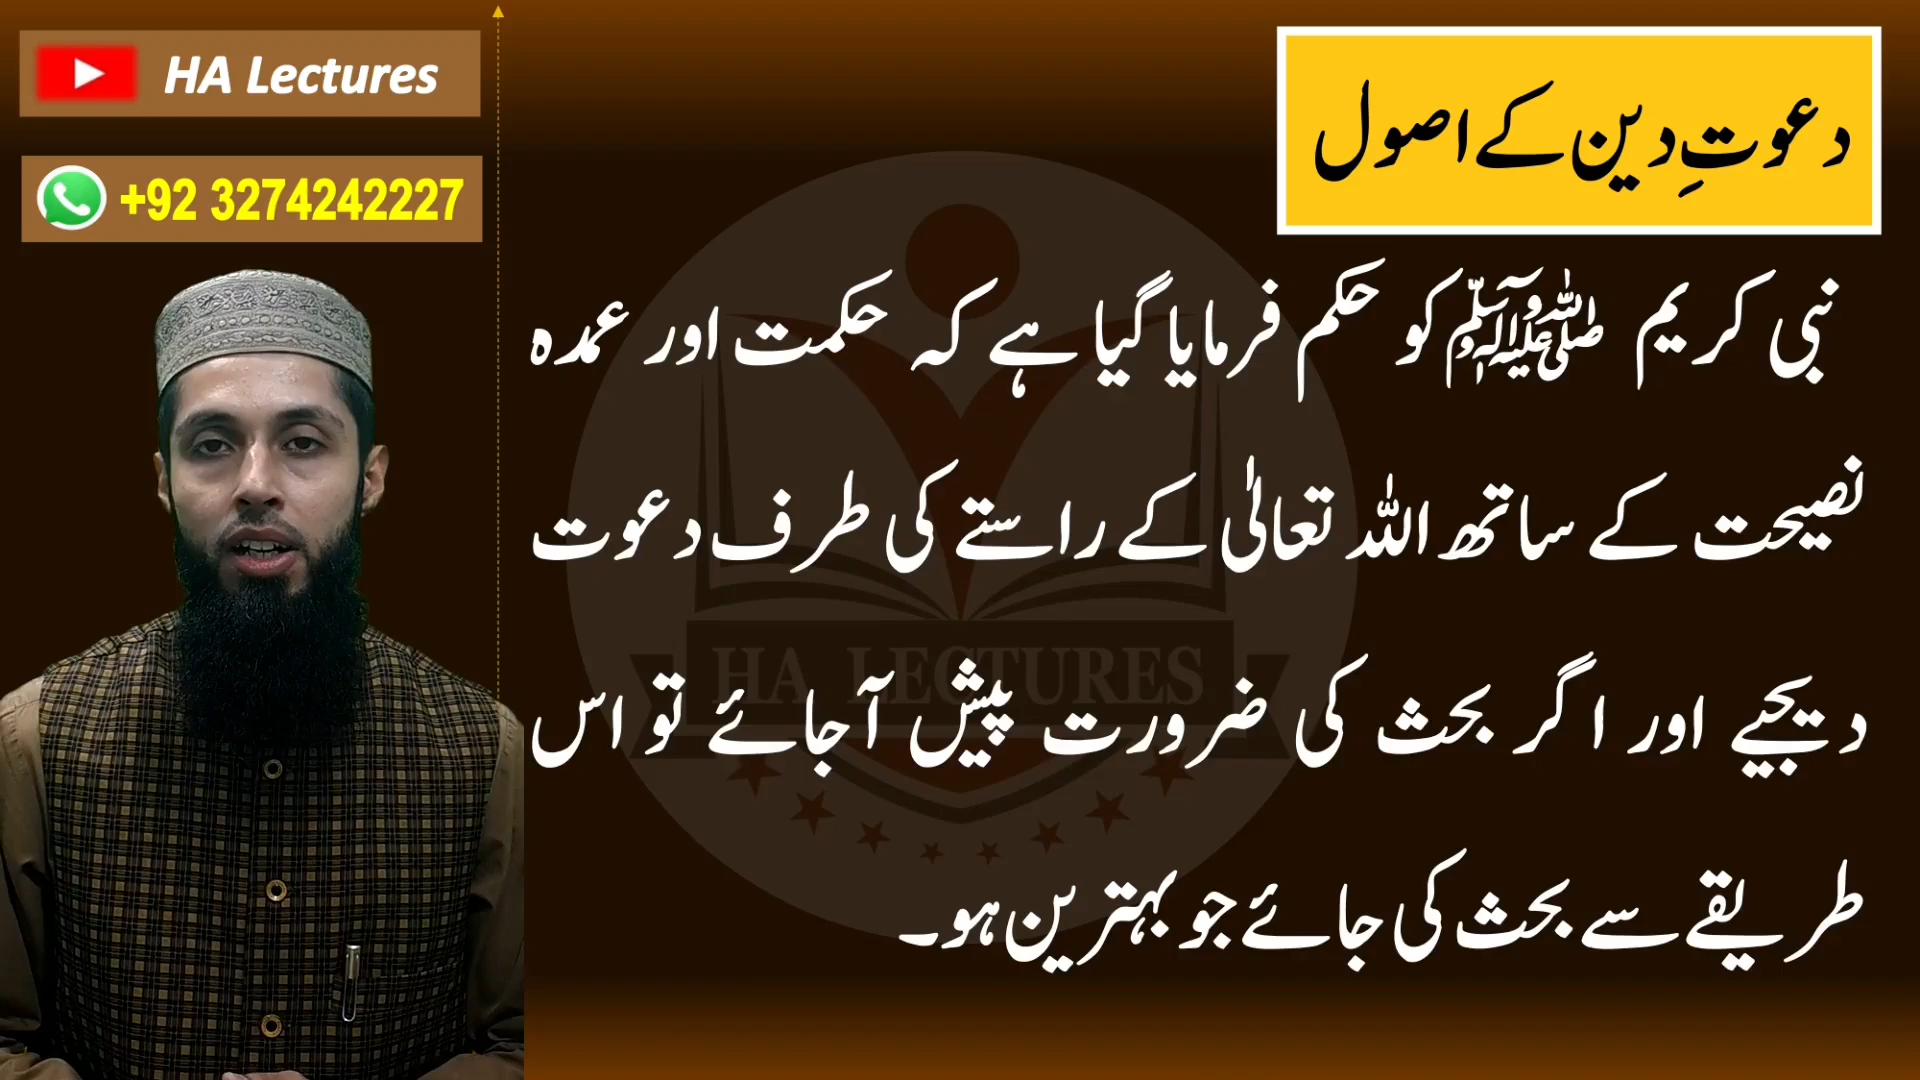 HA Lectures
+92 3274242227
دعوتِ دین کے اصول
نبی کریم ﷺ کو حکم فرمایا گیا ہے کہ حکمت اور عمدہ
نصیحت کے ساتھ اللہ تعالیٰ کے راستے کی طرف دعوت
دیجیے اور اگر بحث کی ضرورت پیش آجائے تو اس
طریقے سے بحث کی جائے جو بہترین ہو۔
HA LECTURES